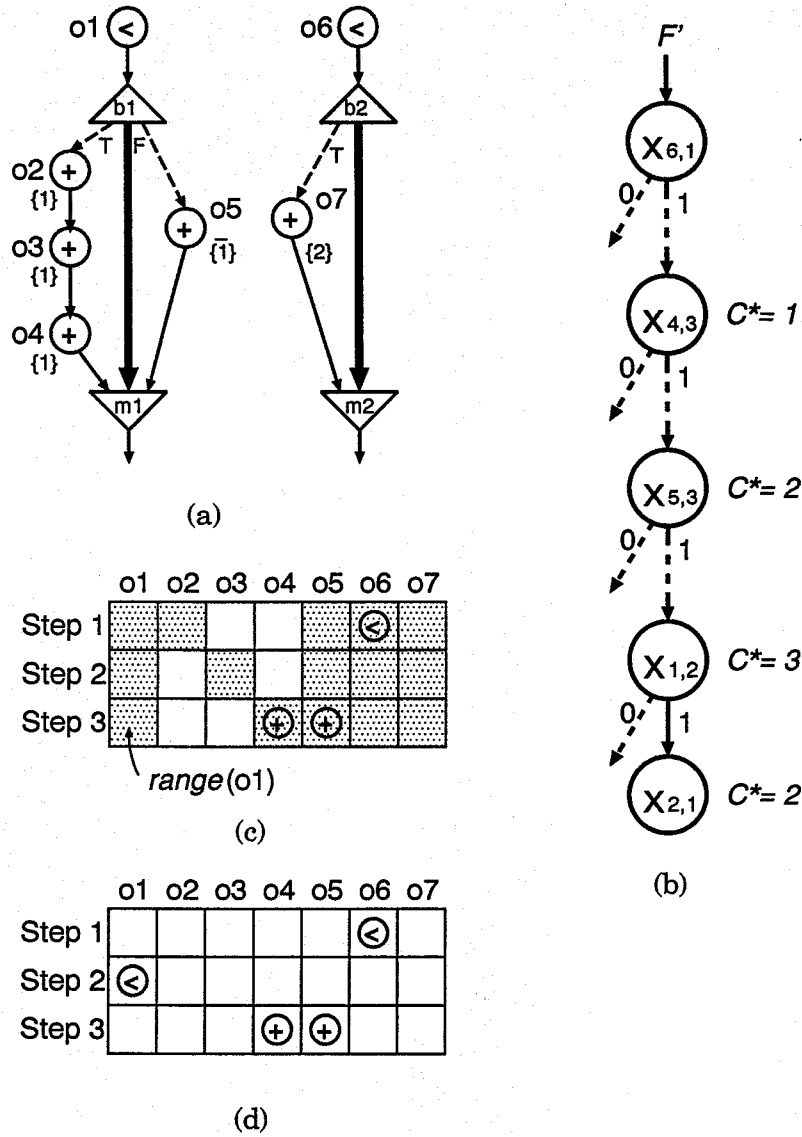 o1 < o6 <
b1 b2
T F T
o2 + o5 + o7 +
{1} {1̄} {2}
o3 +
{1}
o4 +
{1}
m1 m2
(a)
F'
X6,1
0 1
X4,3 C*= 1
0 1
X5,3 C*= 2
0 1
X1,2 C*= 3
0 1
X2,1 C*= 2
(b)
o1 o2 o3 o4 o5 o6 o7
Step 1 <
Step 2
Step 3 + +
range(o1)
(c)
o1 o2 o3 o4 o5 o6 o7
Step 1 <
Step 2 <
Step 3 + +
(d)